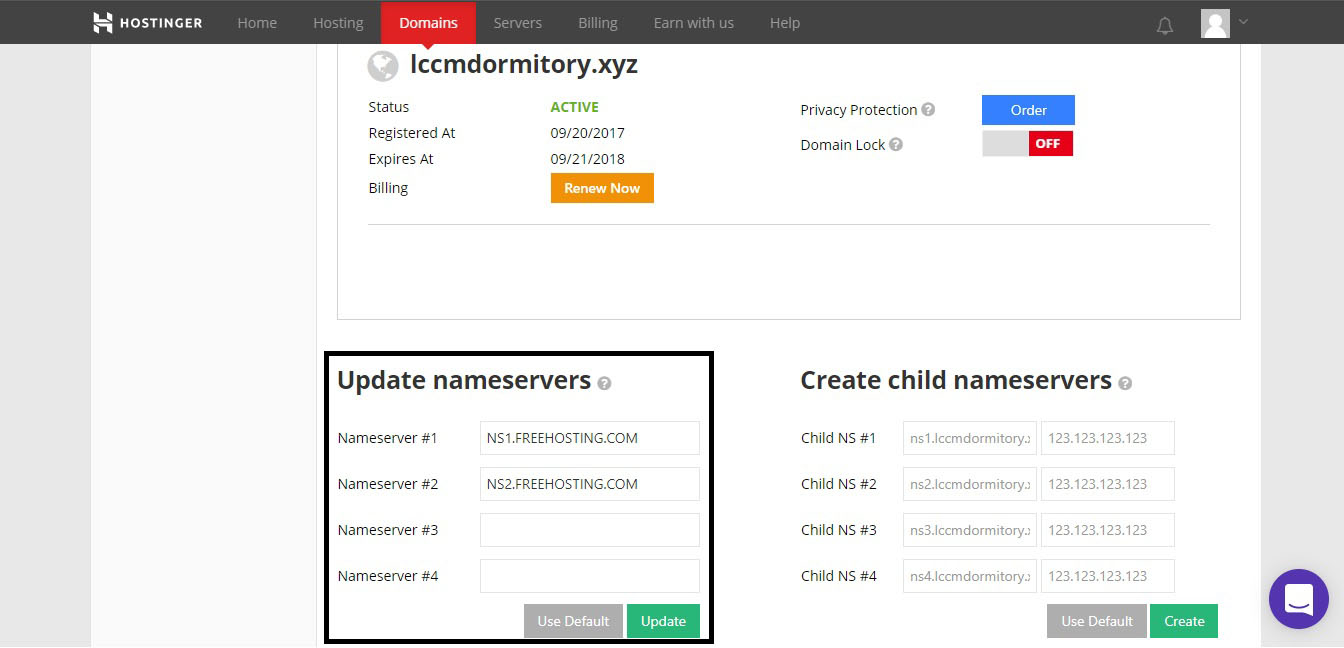 HOSTINGER Home Hosting Domains Servers Billing Earn with us Help
lccmdormitory.xyz
Status ACTIVE
Registered At 09/20/2017
Expires At 09/21/2018
Billing Renew Now
Privacy Protection ? Order
Domain Lock ? OFF
Update nameservers ?
Nameserver #1 NS1.FREEHOSTING.COM
Nameserver #2 NS2.FREEHOSTING.COM
Nameserver #3
Nameserver #4
Use Default Update
Create child nameservers ?
Child NS #1 ns1.lccmdormitory. 123.123.123.123
Child NS #2 ns2.lccmdormitory. 123.123.123.123
Child NS #3 ns3.lccmdormitory. 123.123.123.123
Child NS #4 ns4.lccmdormitory. 123.123.123.123
Use Default Create